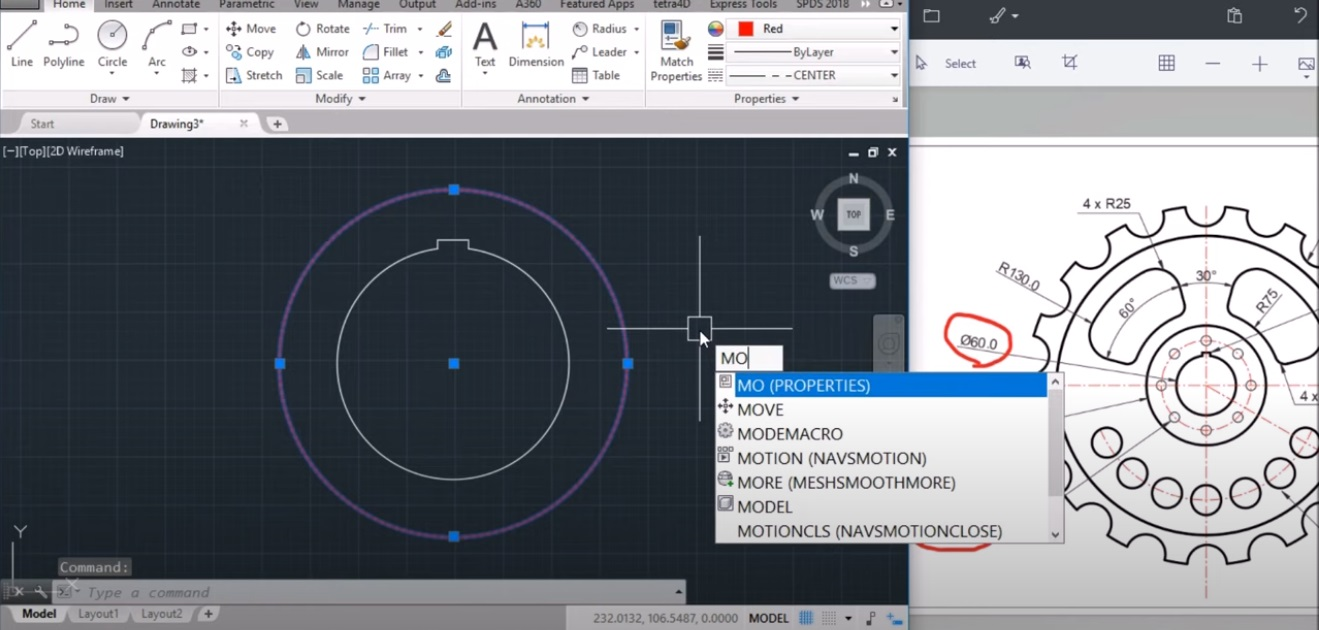 Home Insert Annotate Parametric View Manage Output Add-ins A360 Featured Apps tetra4D Express Tools SPDS 2018
Line Polyline Circle Arc
Move Rotate Trim
Copy Mirror Fillet
Stretch Scale Array
Text Dimension
Radius
Leader
Table
Match
Properties
Red
ByLayer
CENTER
Draw Modify Annotation Properties
Select
Start Drawing3*
[−][Top][2D Wireframe]
N
W TOP E
S
WCS
MO
MO (PROPERTIES)
MOVE
MODEMACRO
MOTION (NAVSMOTION)
MORE (MESHSMOOTHMORE)
MODEL
MOTIONCLS (NAVSMOTIONCLOSE)
4 x R25
R130.0
30°
60°
R75
Ø60.0
4 x
Y
X
Command:
Type a command
Model Layout1 Layout2
232.0132, 106.5487, 0.0000 MODEL